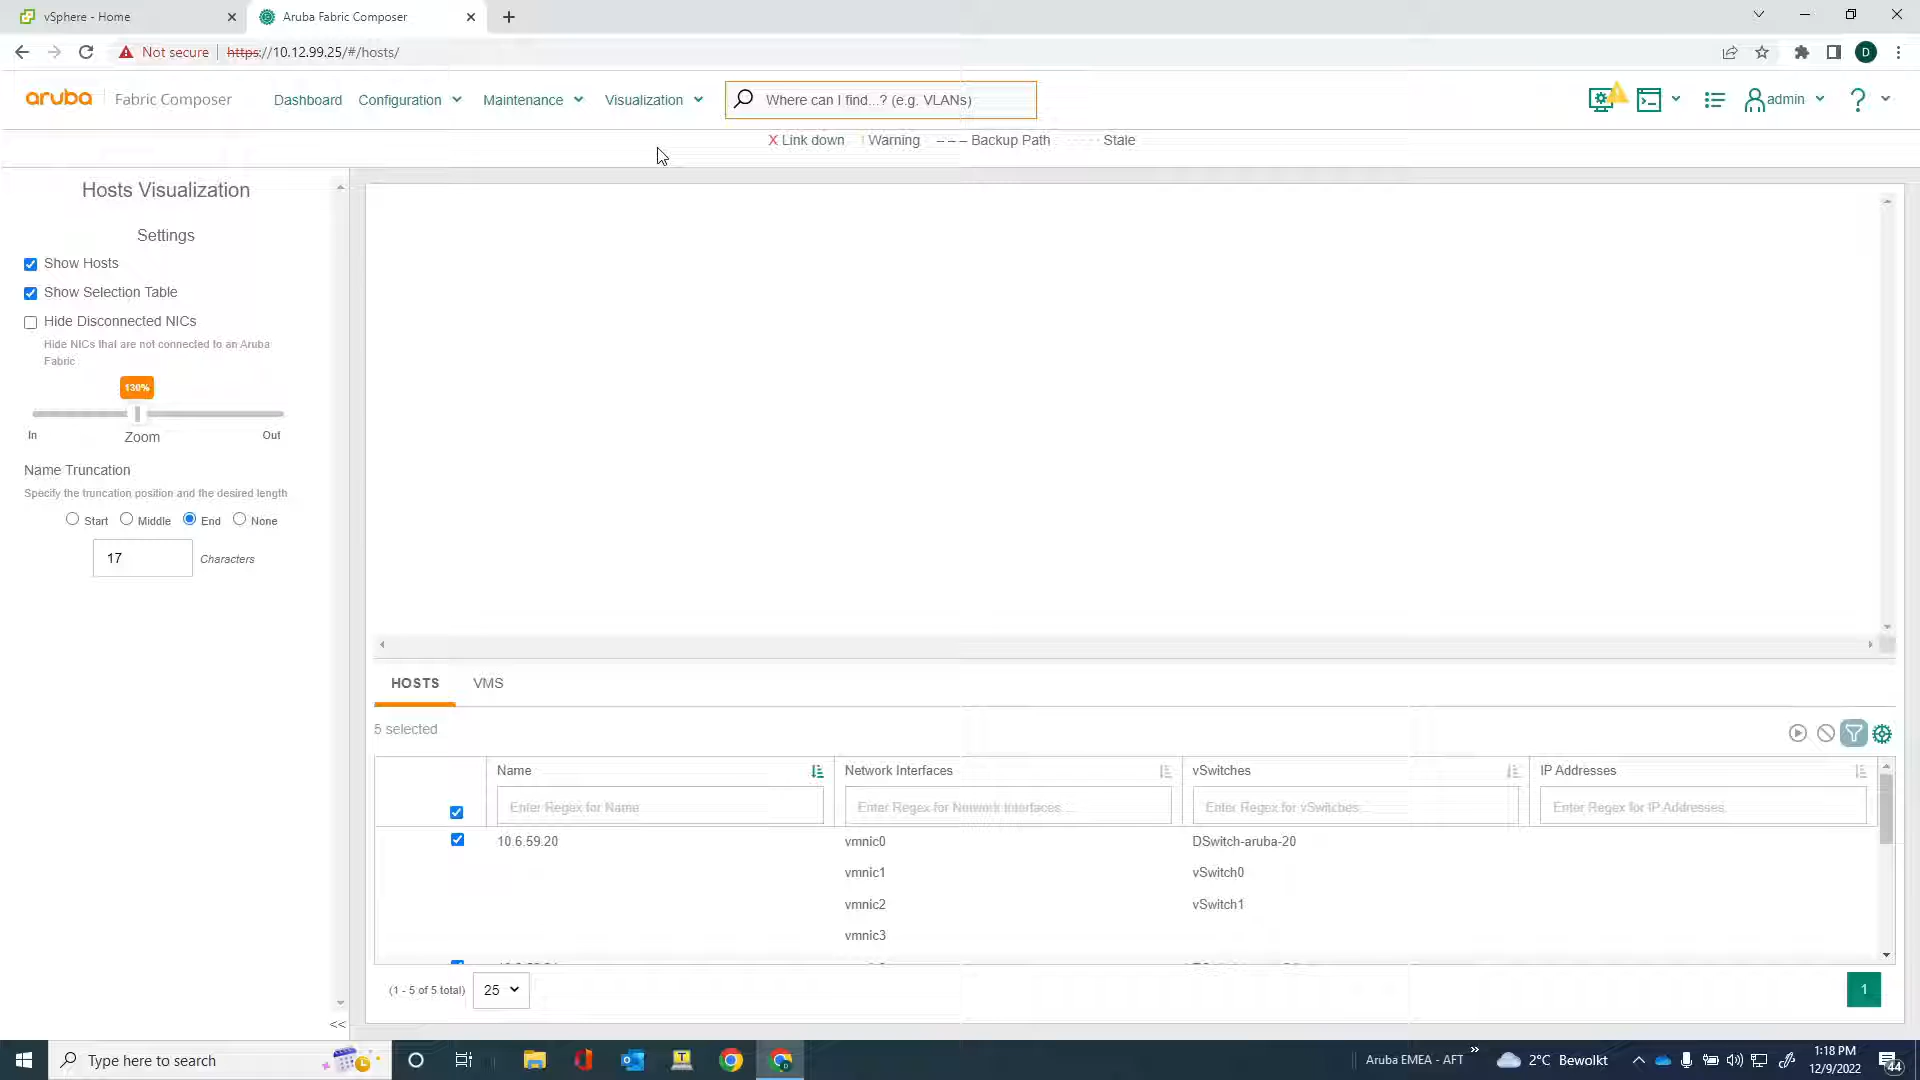 vSphere - Home
Aruba Fabric Composer
Not secure
https://10.12.99.25/#/hosts/
D
aruba
Fabric Composer
Dashboard
Configuration
Maintenance
Visualization
Where can I find...? (e.g. VLANs)
admin
?
X Link down
! Warning
Backup Path
Stale
Hosts Visualization
Settings
Show Hosts
Show Selection Table
Hide Disconnected NICs
Hide NICs that are not connected to an Aruba
Fabric
130%
In
Zoom
Out
Name Truncation
Specify the truncation position and the desired length
Start
Middle
End
None
17
Characters
<<
HOSTS
VMS
5 selected
Name
Network Interfaces
vSwitches
IP Addresses
Enter Regex for Name
Enter Regex for Network Interfaces
Enter Regex for vSwitches
Enter Regex for IP Addresses
10.6.59.20
vmnic0
DSwitch-aruba-20
vmnic1
vSwitch0
vmnic2
vSwitch1
vmnic3
(1 - 5 of 5 total)
25
1
Type here to search
Aruba EMEA - AFT
2°C Bewolkt
1:18 PM
12/9/2022
44